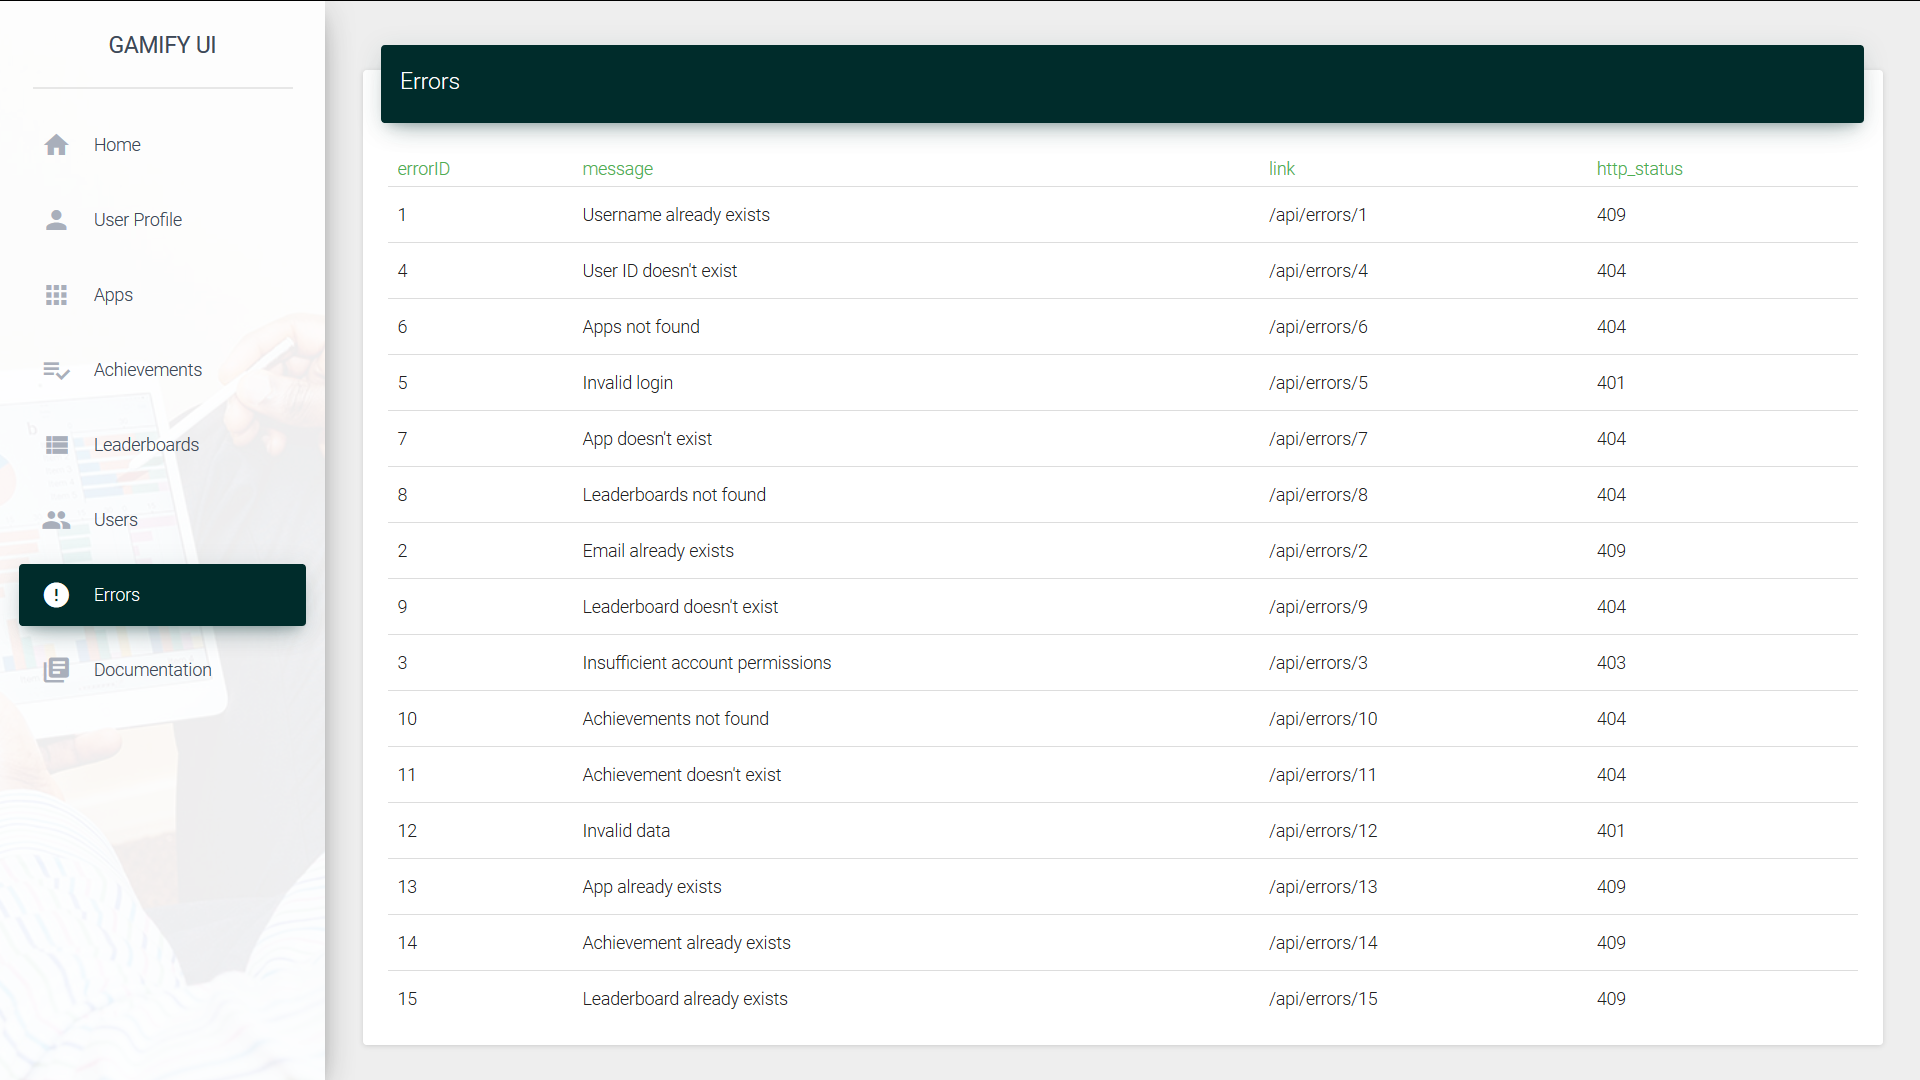 GAMIFY UI
Home
User Profile
Apps
Achievements
Leaderboards
Users
Errors
Documentation
Errors
errorID message link http_status
1 Username already exists /api/errors/1 409
4 User ID doesn't exist /api/errors/4 404
6 Apps not found /api/errors/6 404
5 Invalid login /api/errors/5 401
7 App doesn't exist /api/errors/7 404
8 Leaderboards not found /api/errors/8 404
2 Email already exists /api/errors/2 409
9 Leaderboard doesn't exist /api/errors/9 404
3 Insufficient account permissions /api/errors/3 403
10 Achievements not found /api/errors/10 404
11 Achievement doesn't exist /api/errors/11 404
12 Invalid data /api/errors/12 401
13 App already exists /api/errors/13 409
14 Achievement already exists /api/errors/14 409
15 Leaderboard already exists /api/errors/15 409